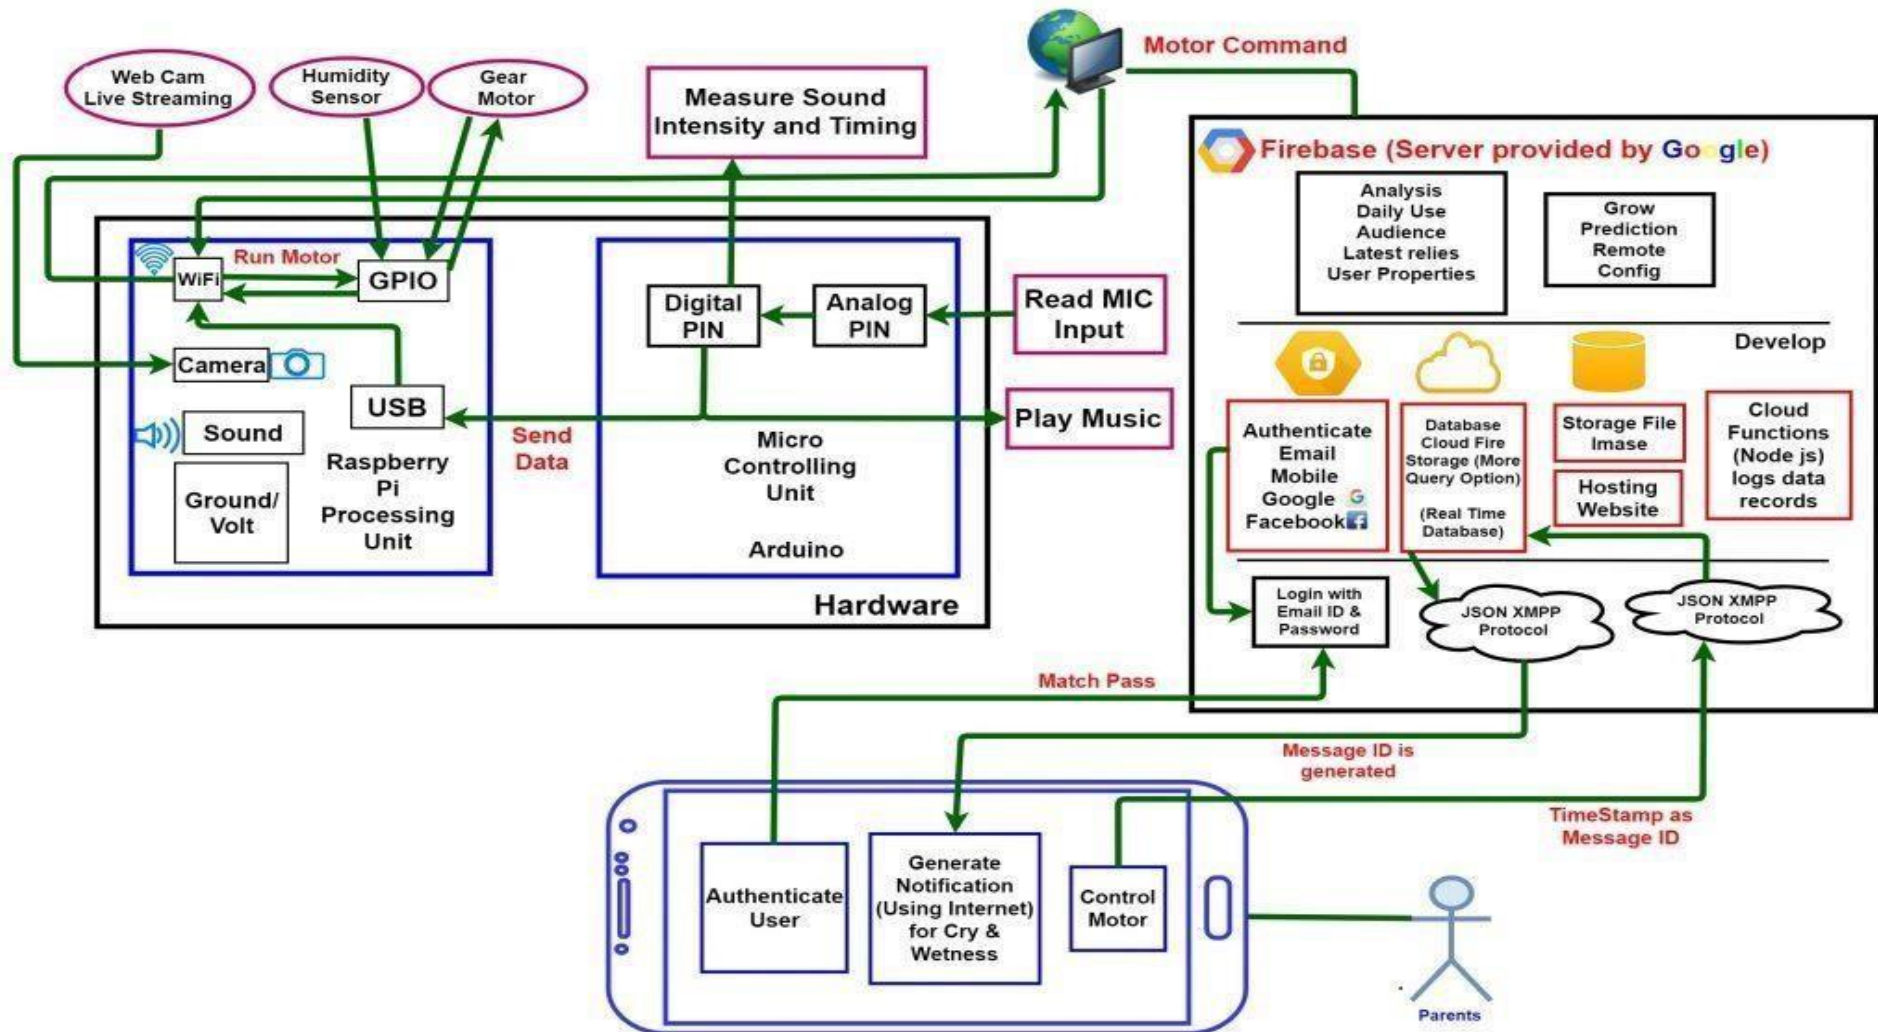 Motor Command
Web Cam
Live Streaming
Humidity
Sensor
Gear
Motor
Measure Sound
Intensity and Timing
Firebase (Server provided by Google)
Analysis
Daily Use
Audience
Latest relies
User Properties
Grow
Prediction
Remote
Config
Develop
WiFi
Run Motor
GPIO
Camera
USB
Sound
Ground/
Volt
Raspberry
Pi
Processing
Unit
Send
Data
Digital
PIN
Analog
PIN
Micro
Controlling
Unit
Arduino
Hardware
Read MIC
Input
Play Music
Authenticate
Email
Mobile
Google G
Facebook f
Database
Cloud Fire
Storage (More
Query Option)
(Real Time
Database)
Storage File
Imase
Hosting
Website
Cloud
Functions
(Node js)
logs data
records
Login with
Email ID &
Password
JSON XMPP
Protocol
JSON XMPP
Protocol
Match Pass
Message ID is
generated
TimeStamp as
Message ID
Authenticate
User
Generate
Notification
(Using Internet)
for Cry &
Wetness
Control
Motor
Parents